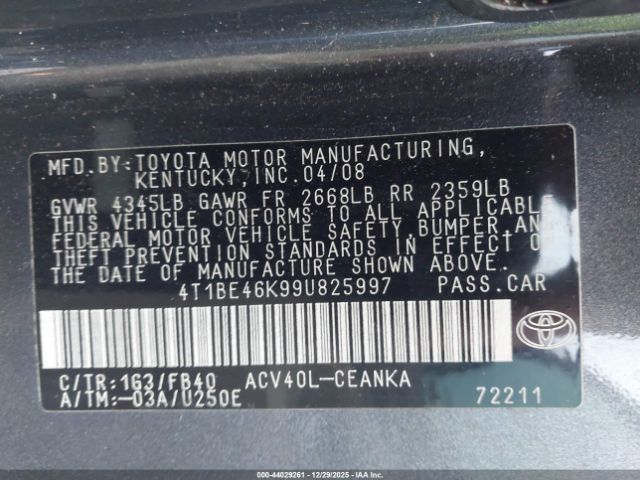 MFD. BY: TOYOTA MOTOR MANUFACTURING,
KENTUCKY, INC. 04/08
GVWR 4345LB GAWR FR 2668LB RR 2359LB
THIS VEHICLE CONFORMS TO ALL APPLICABLE
FEDERAL MOTOR VEHICLE SAFETY, BUMPER, AND
THEFT PREVENTION STANDARDS IN EFFECT ON
THE DATE OF MANUFACTURE SHOWN ABOVE.
4T1BE46K99U825997 PASS. CAR
C/TR: 1G3/FB40 ACV40L-CEANKA
A/TM:-03A/U250E 72211
000-44029261 | 12/29/2025 | IAAI.com